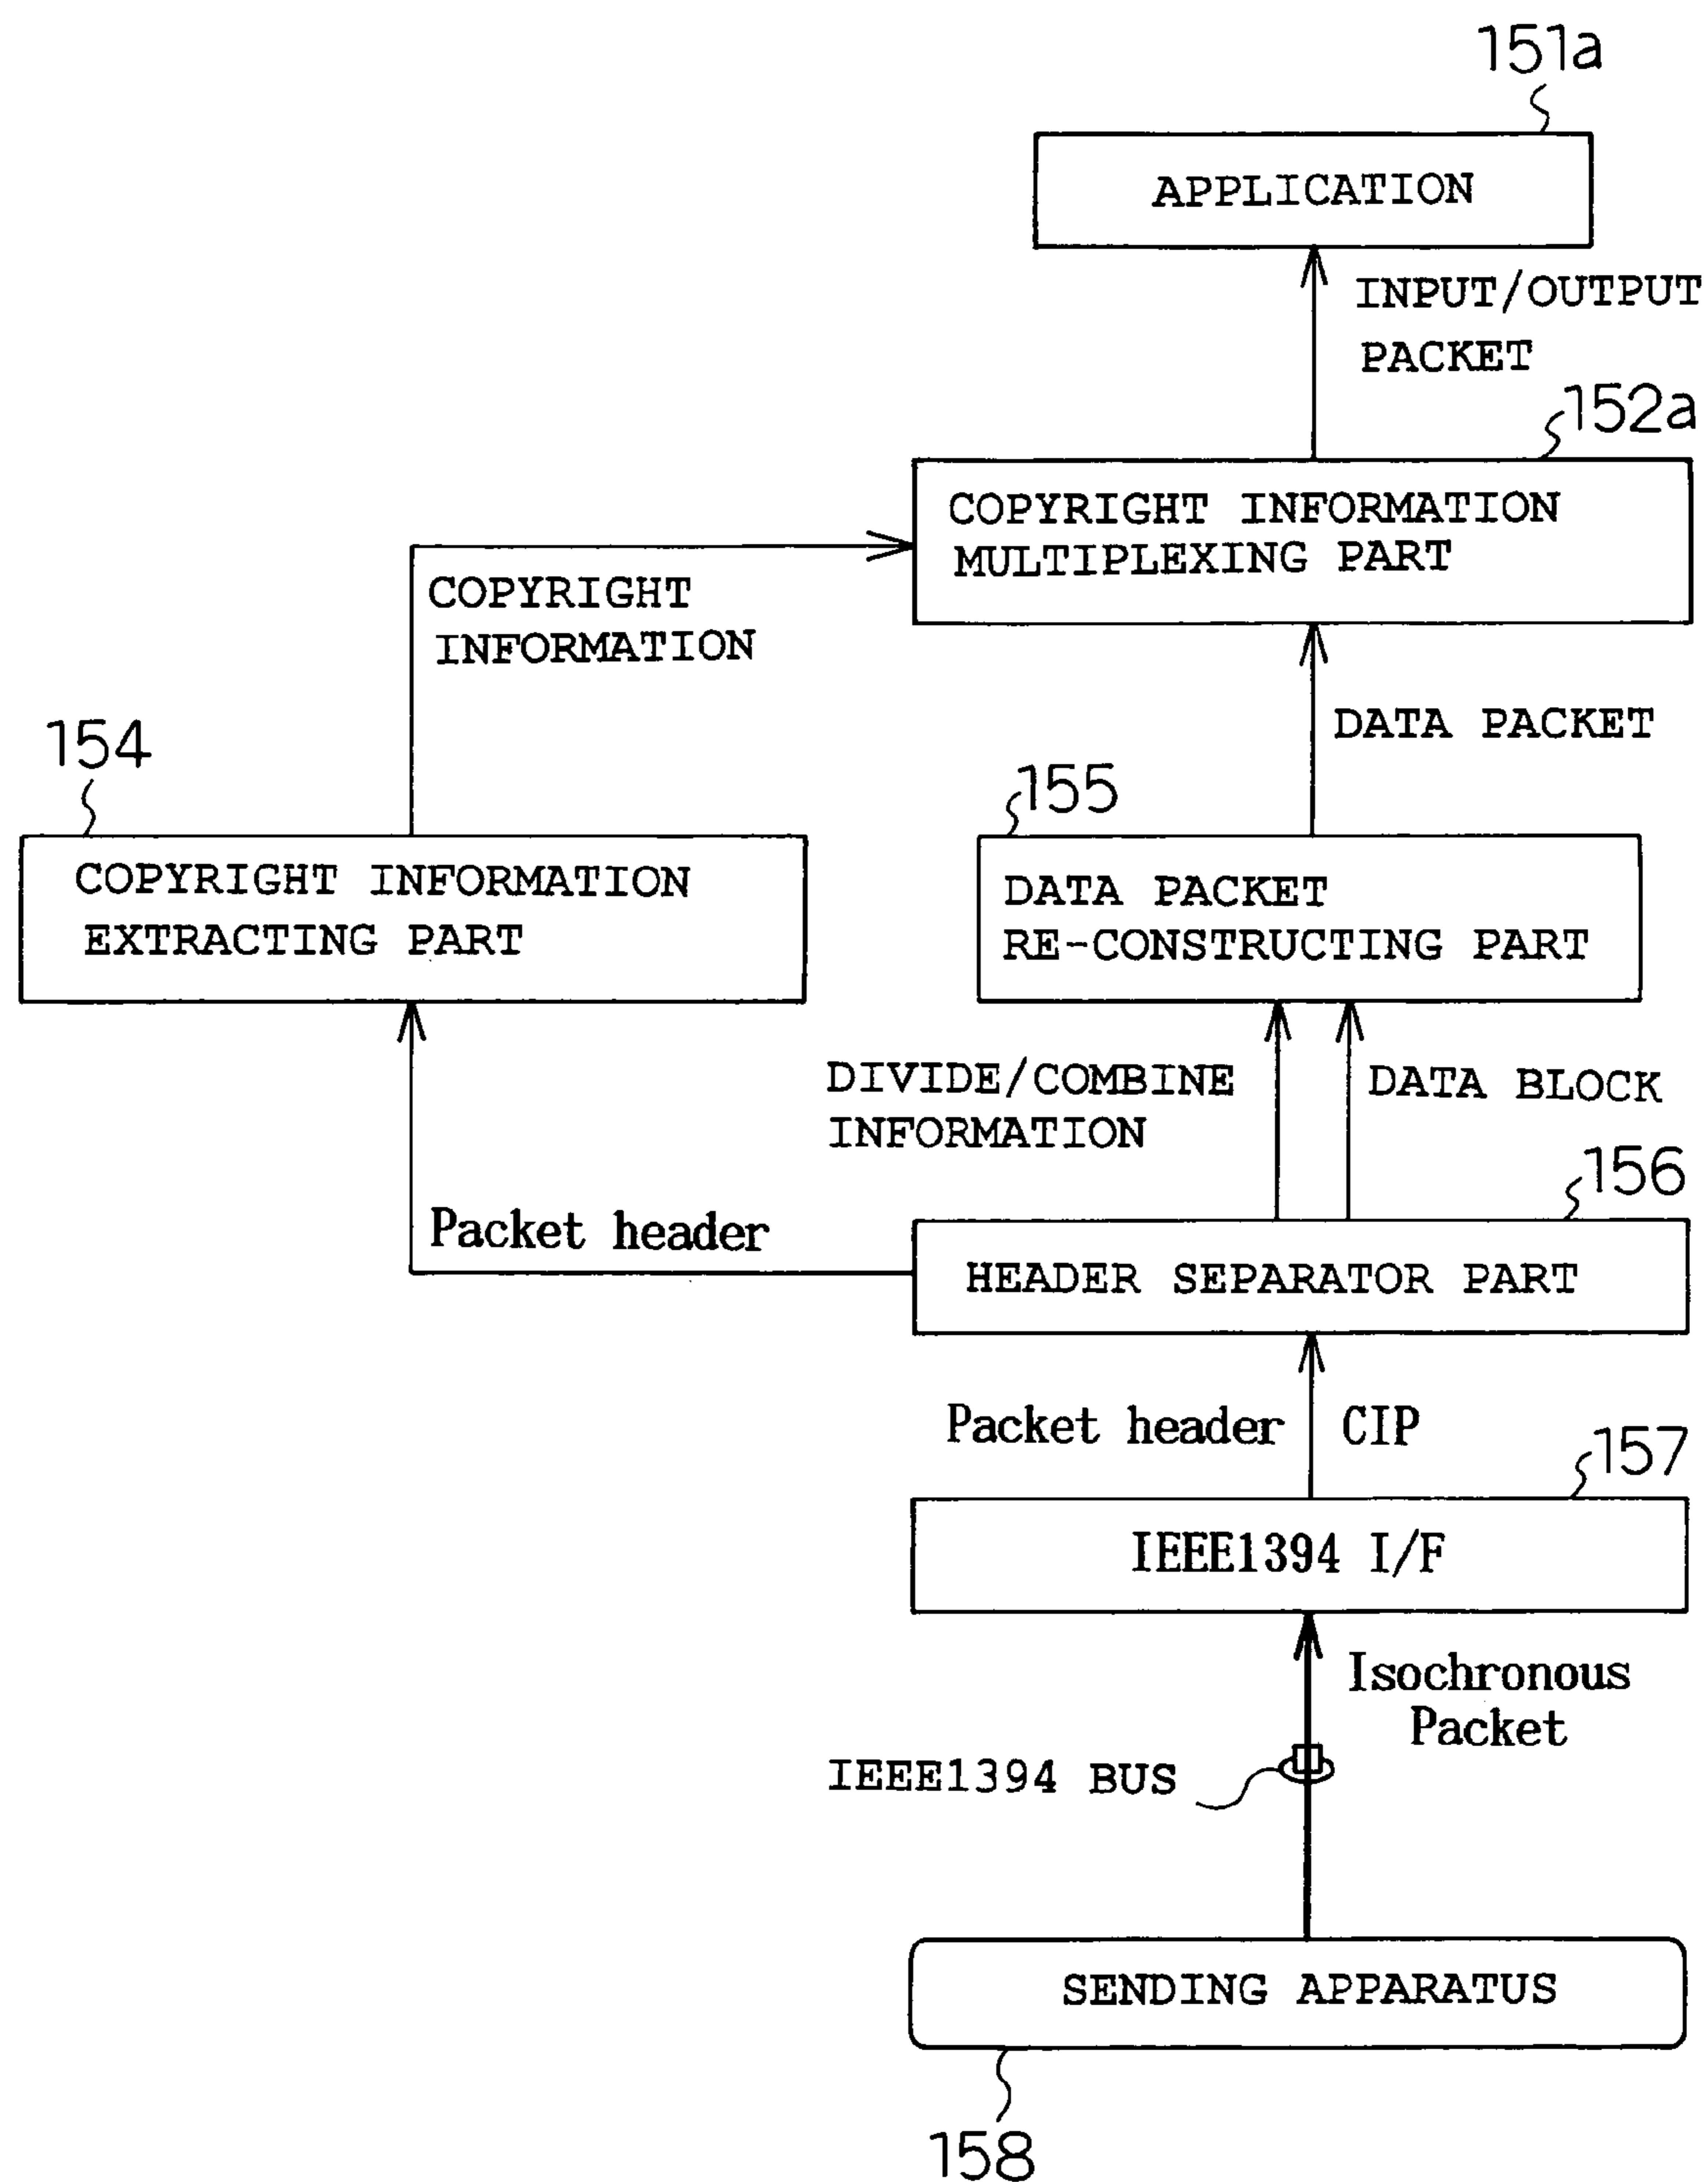 151a
APPLICATION
INPUT/OUTPUT
PACKET
152a
COPYRIGHT INFORMATION
MULTIPLEXING PART
COPYRIGHT
INFORMATION
DATA PACKET
154
155
COPYRIGHT INFORMATION
EXTRACTING PART
DATA PACKET
RE-CONSTRUCTING PART
DIVIDE/COMBINE
INFORMATION
DATA BLOCK
156
Packet header
HEADER SEPARATOR PART
Packet header
CIP
157
IEEE1394 I/F
Isochronous
Packet
IEEE1394 BUS
SENDING APPARATUS
158